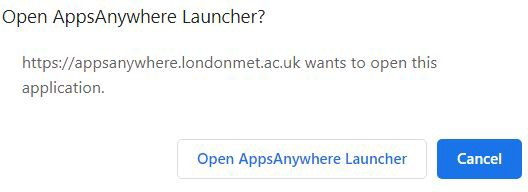 Open AppsAnywhere Launcher?
https://appsanywhere.londonmet.ac.uk wants to open this
application.
Open AppsAnywhere Launcher
Cancel